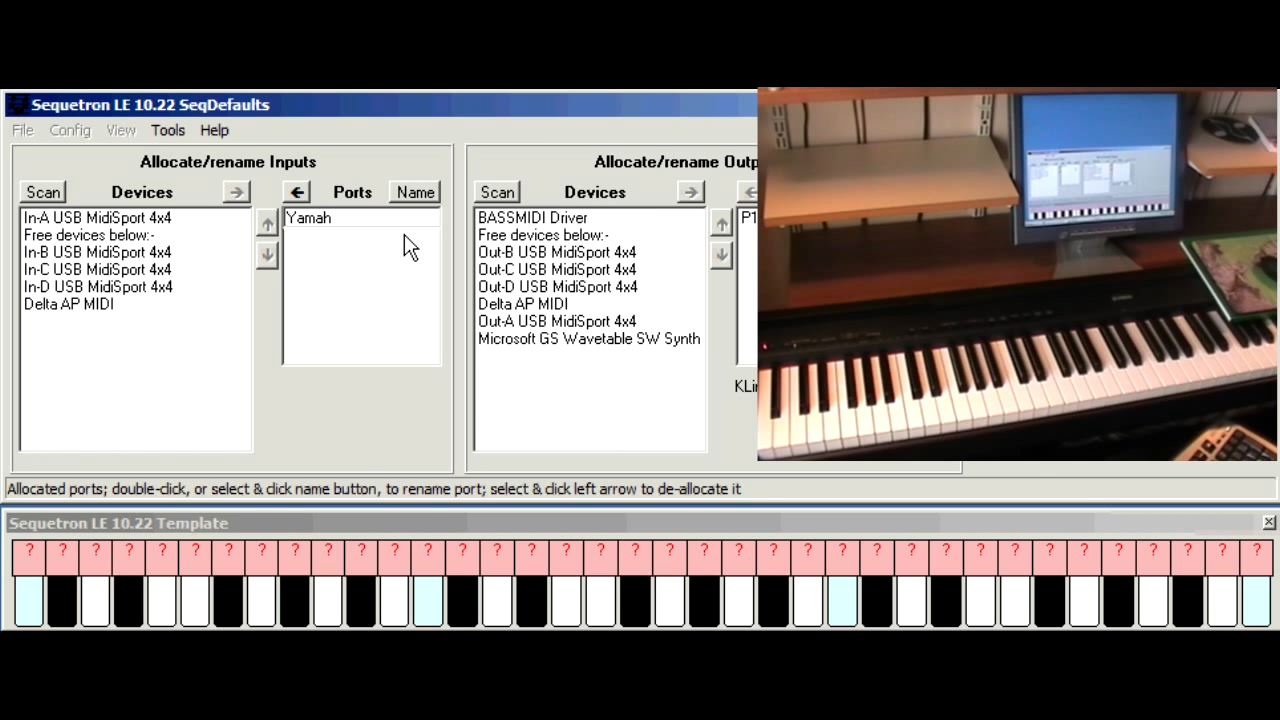 Sequetron LE 10.22 SeqDefaults
File Config View Tools Help
Allocate/rename Inputs
Scan Devices Ports Name
In-A USB MidiSport 4x4
Free devices below:-
In-B USB MidiSport 4x4
In-C USB MidiSport 4x4
In-D USB MidiSport 4x4
Delta AP MIDI
Yamah
Allocate/rename Outp
Scan Devices
BASSMIDI Driver
Free devices below:-
Out-B USB MidiSport 4x4
Out-C USB MidiSport 4x4
Out-D USB MidiSport 4x4
Delta AP MIDI
Out-A USB MidiSport 4x4
Microsoft GS Wavetable SW Synth
P1
KLi
Allocated ports; double-click, or select & click name button, to rename port; select & click left arrow to de-allocate it
Sequetron LE 10.22 Template
? ? ? ? ? ? ? ? ? ? ? ? ? ? ? ? ? ? ? ? ? ? ? ? ? ? ? ? ? ? ? ? ? ? ? ? ?